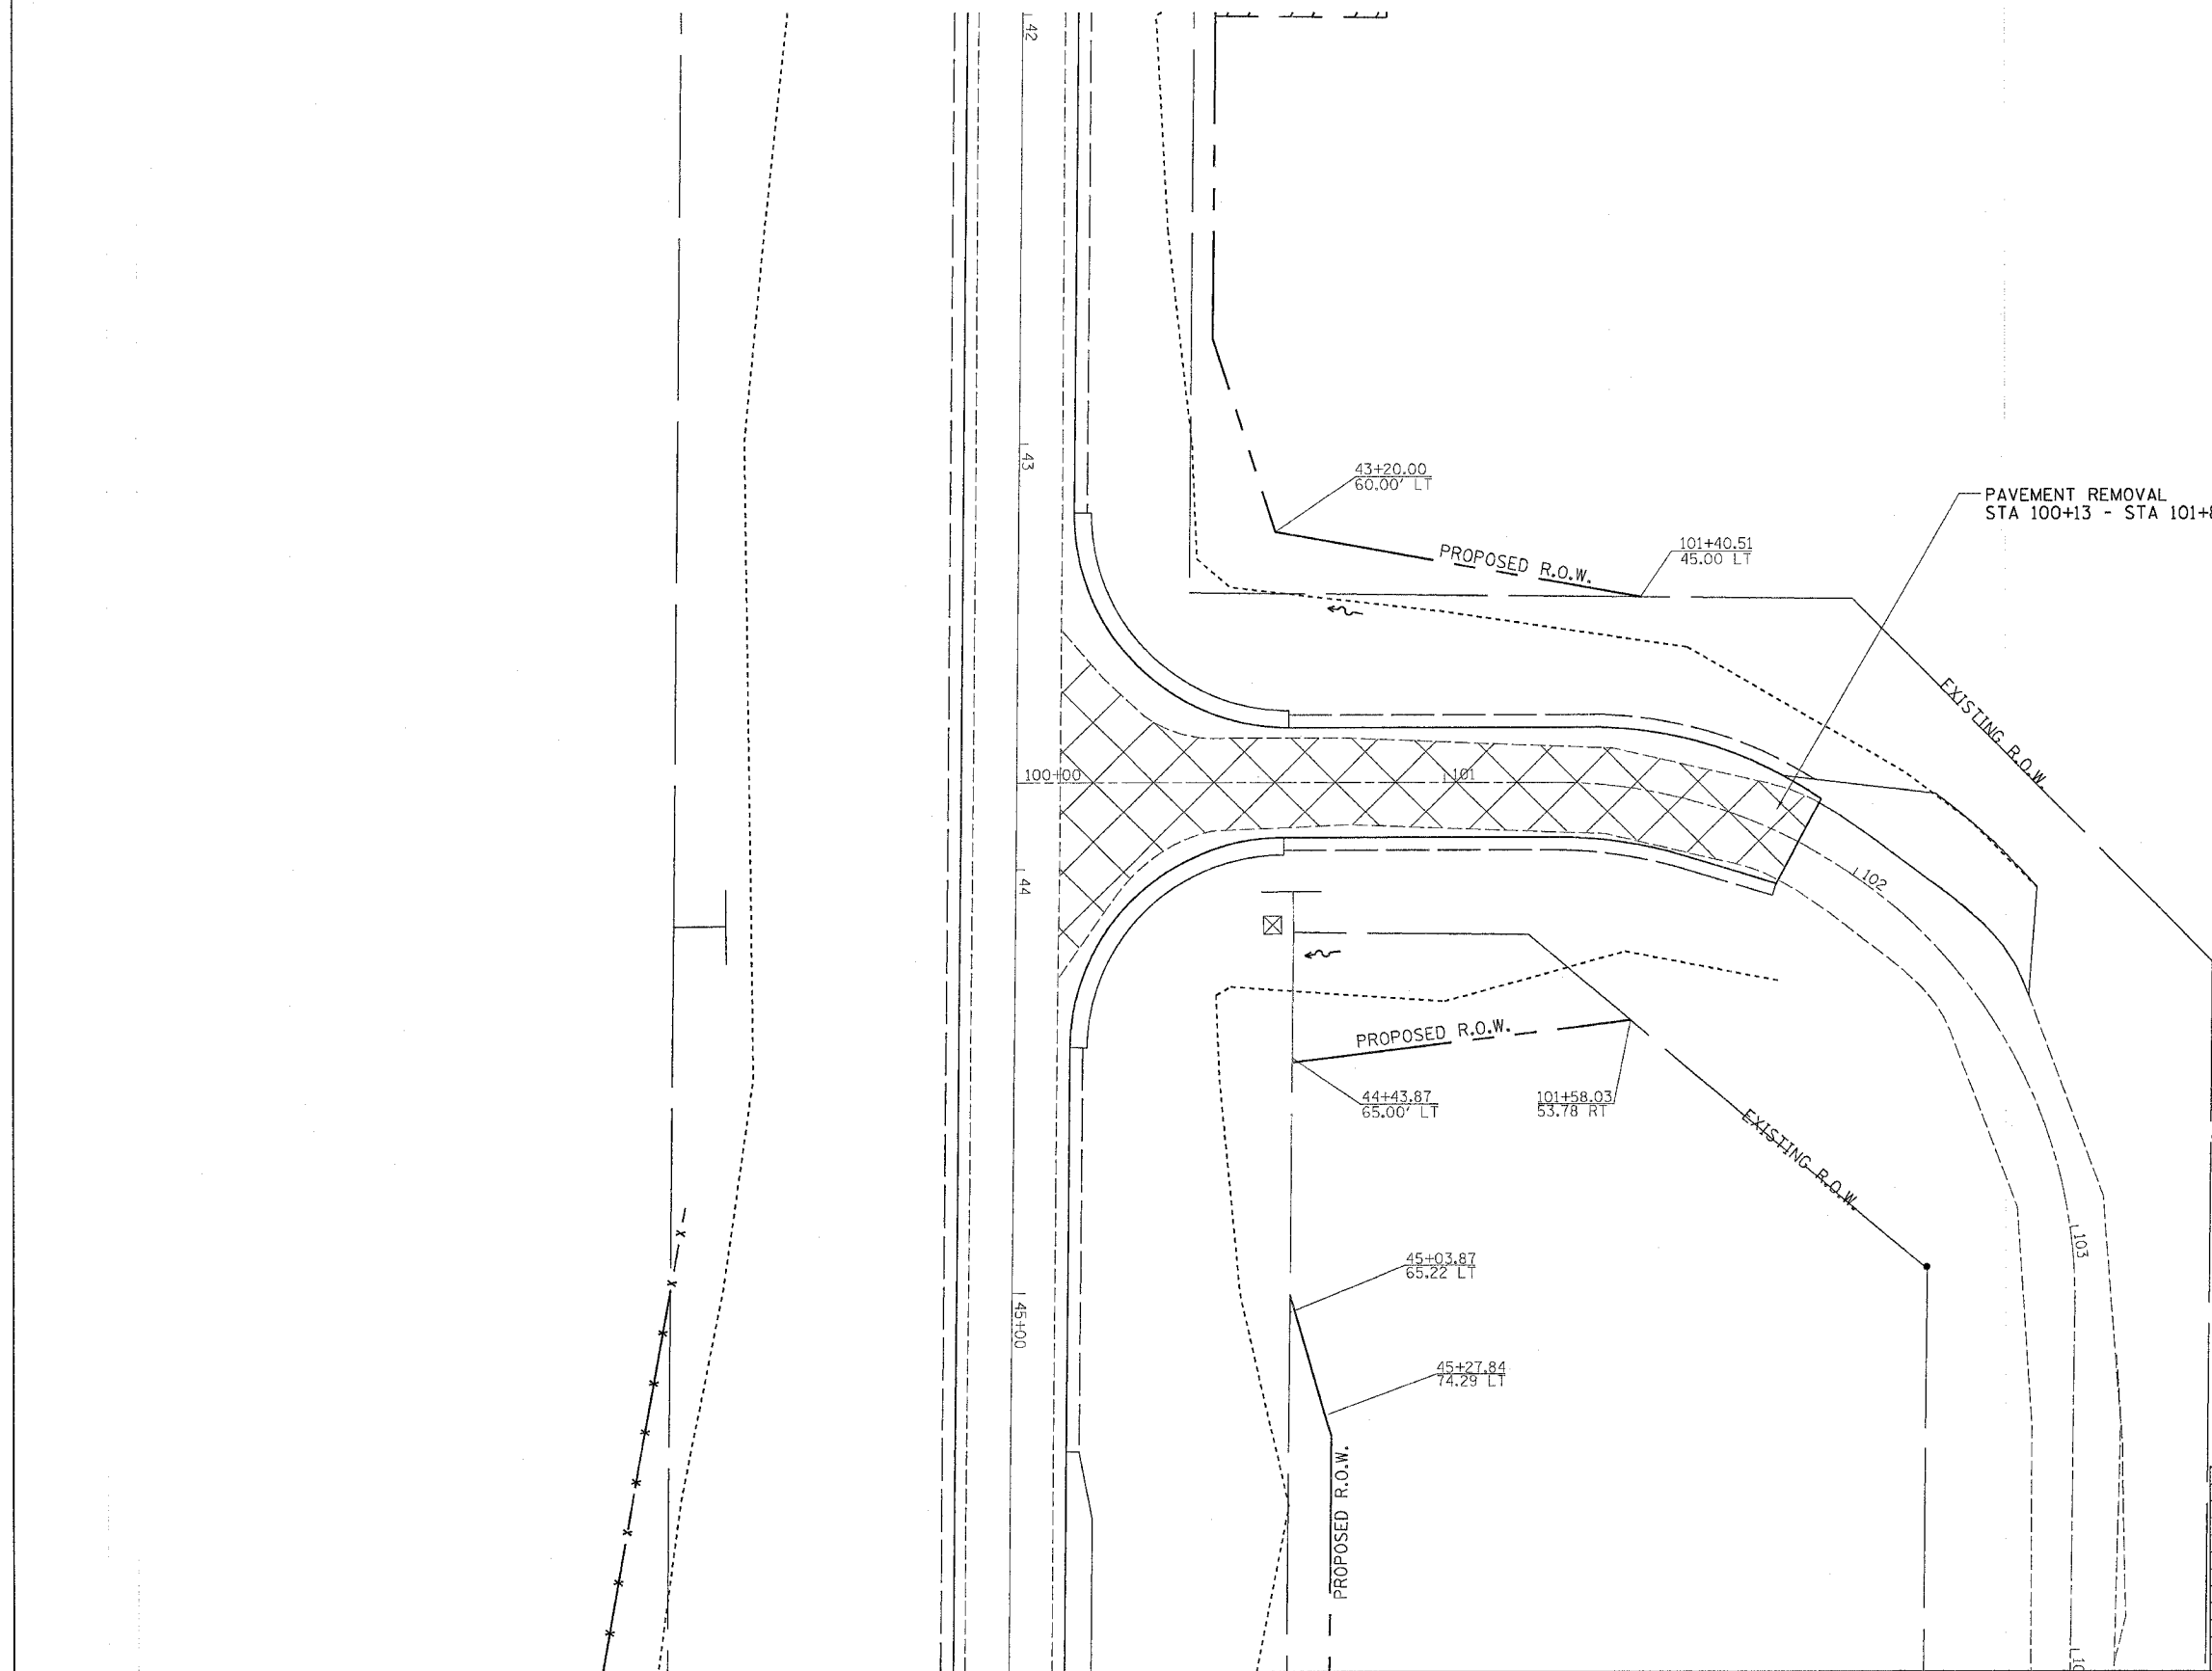 42
43
43+20.00
60.00' LT
PAVEMENT REMOVAL
STA 100+13 - STA 101+8
PROPOSED R.O.W.
101+40.51
45.00 LT
EXISTING R.O.W.
100+00
101
102
44
PROPOSED R.O.W.
44+43.87
65.00' LT
101+58.03
53.78 RT
EXISTING R.O.W.
103
45+03.87
65.22 LT
45+00
45+27.84
74.29 LT
PROPOSED R.O.W.